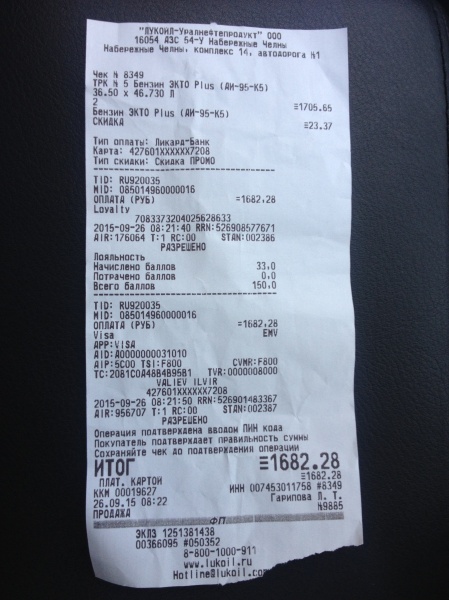 "ЛУКОЙЛ-Уралнефтепродукт" ООО
16054 АЗС 54-У Набережные Челны
Набережные Челны, комплекс 14, автодорога №1
Чек № 8349
ТРК № 5 Бензин ЭКТО Plus (АИ-95-К5)
36.50 x 46.730 Л
2 ≡1705.65
Бензин ЭКТО Plus (АИ-95-К5)
СКИДКА ≡23.37
Тип оплаты: Ликард-Банк
Карта: 427601XXXXXX7208
Тип скидки: Скидка ПРОМО
TID: RU920035
MID: 085014960000016
ОПЛАТА (РУБ) =1682.28
Loyalty
7083373204025628633
2015-09-26 08:21:40 RRN:526908577671
AIR:176064 T:1 RC:00 STAN:002386
РАЗРЕШЕНО
Лояльность
Начислено баллов 33,0
Потрачено баллов 0,0
Всего баллов 150,0
TID: RU920035
MID: 085014960000016
ОПЛАТА (РУБ) =1682.28
Visa EMV
APP:VISA
AID:A0000000031010
AIP:5C00 TSI:F800 CVMR:F800
TC:2081C0A48B4B95B1 TVR:0000008000
VALIEV ILVIR
427601XXXXXX7208
2015-09-26 08:21:50 RRN:526901483367
AIR:956707 T:1 RC:00 STAN:002387
РАЗРЕШЕНО
Операция подтверждена вводом ПИН кода
Покупатель подтверждает правильность суммы
Сохраняйте чек до подтверждения операции
ИТОГ ≡1682.28
ПЛАТ. КАРТОЙ ≡1682.28
ККМ 00019627 ИНН 007453011758 #8349
26.09.15 08:22 Гарипова Л. Т.
ПРОДАЖА №9885
ФП
ЭКЛЗ 1251381438
00366095 #050352
8-800-1000-911
www.lukoil.ru
Hotline@lukoil.com